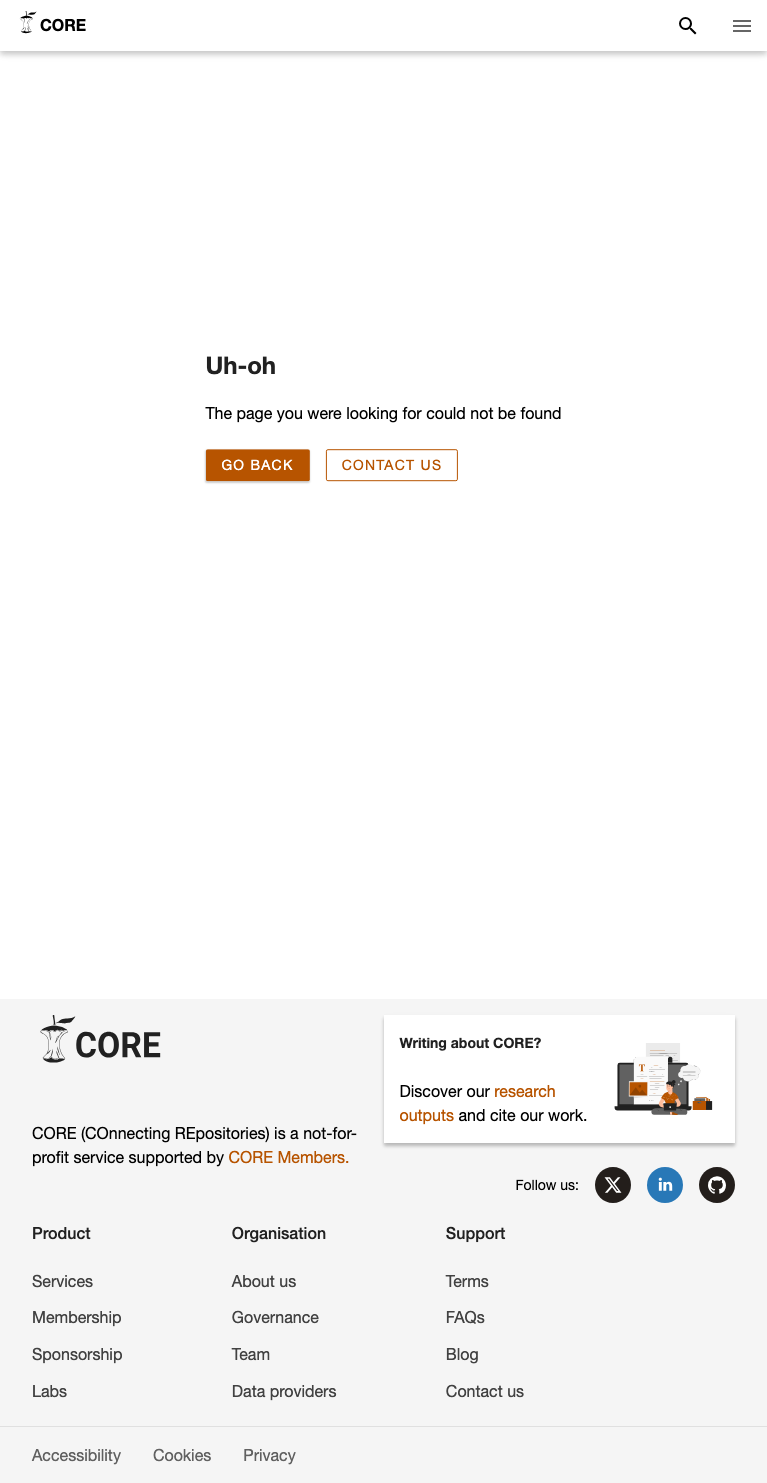 CORE
Uh-oh
The page you were looking for could not be found
GO BACK
CONTACT US
CORE
CORE (COnnecting REpositories) is a not-for-
profit service supported by CORE Members.
Writing about CORE?
Discover our research
outputs and cite our work.
T
Follow us:
in
Product
Services
Membership
Sponsorship
Labs
Organisation
About us
Governance
Team
Data providers
Support
Terms
FAQs
Blog
Contact us
Accessibility
Cookies
Privacy